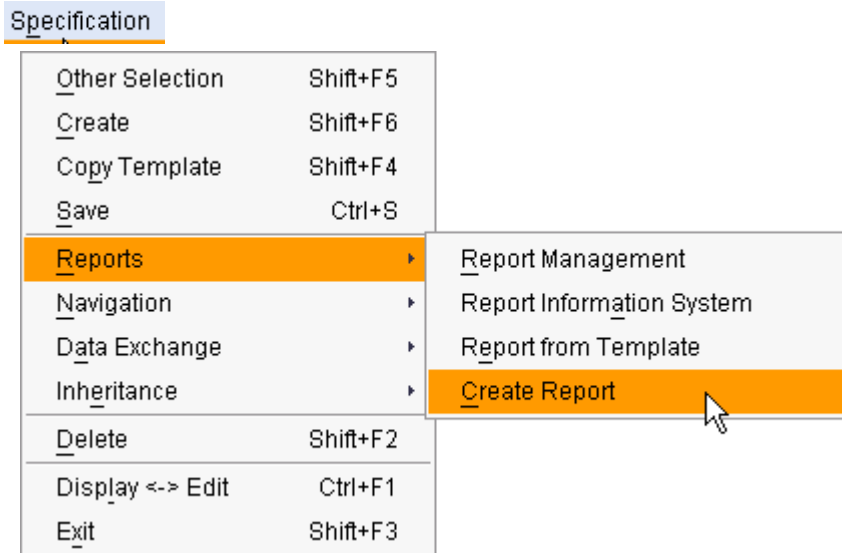 Specification
Other Selection Shift+F5
Create Shift+F6
Copy Template Shift+F4
Save Ctrl+S
Reports
Report Management
Navigation
Report Information System
Data Exchange
Report from Template
Inheritance
Create Report
Delete Shift+F2
Display <-> Edit Ctrl+F1
Exit Shift+F3